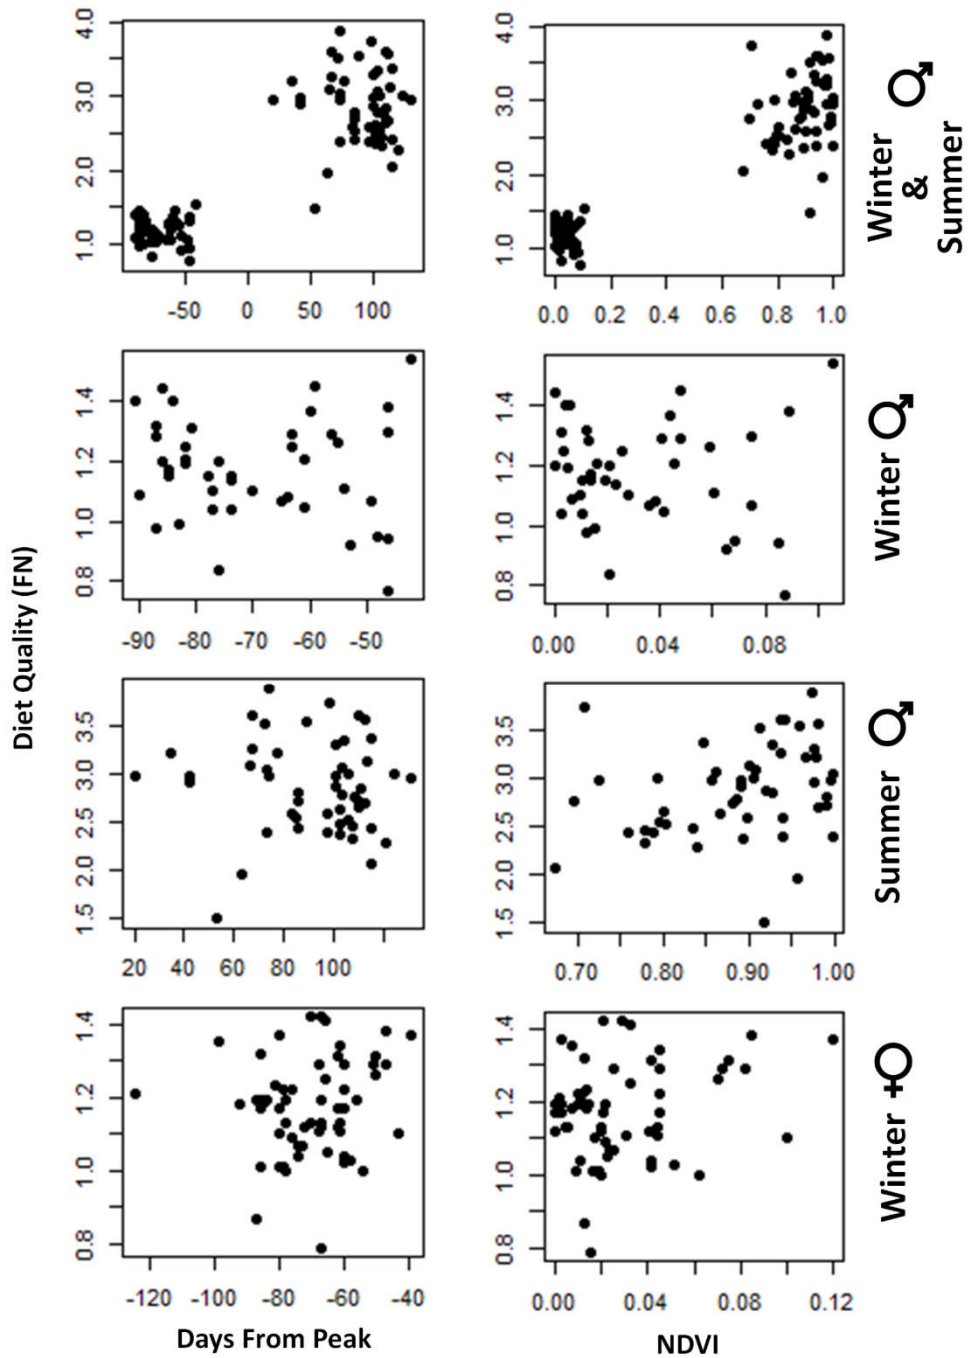 4.0
3.0
2.0
1.0
-50 0 50 100
4.0
3.0
2.0
1.0
0.0 0.2 0.4 0.6 0.8 1.0
Winter
&
Summer
♂
1.4
1.2
1.0
0.8
-90 -80 -70 -60 -50
1.4
1.2
1.0
0.8
0.00 0.04 0.08
Winter ♂
Diet Quality (FN)
3.5
3.0
2.5
2.0
1.5
20 40 60 80 100
3.5
3.0
2.5
2.0
1.5
0.70 0.80 0.90 1.00
Summer ♂
1.4
1.2
1.0
0.8
-120 -100 -80 -60 -40
1.4
1.2
1.0
0.8
0.00 0.04 0.08 0.12
Winter ♀
Days From Peak
NDVI